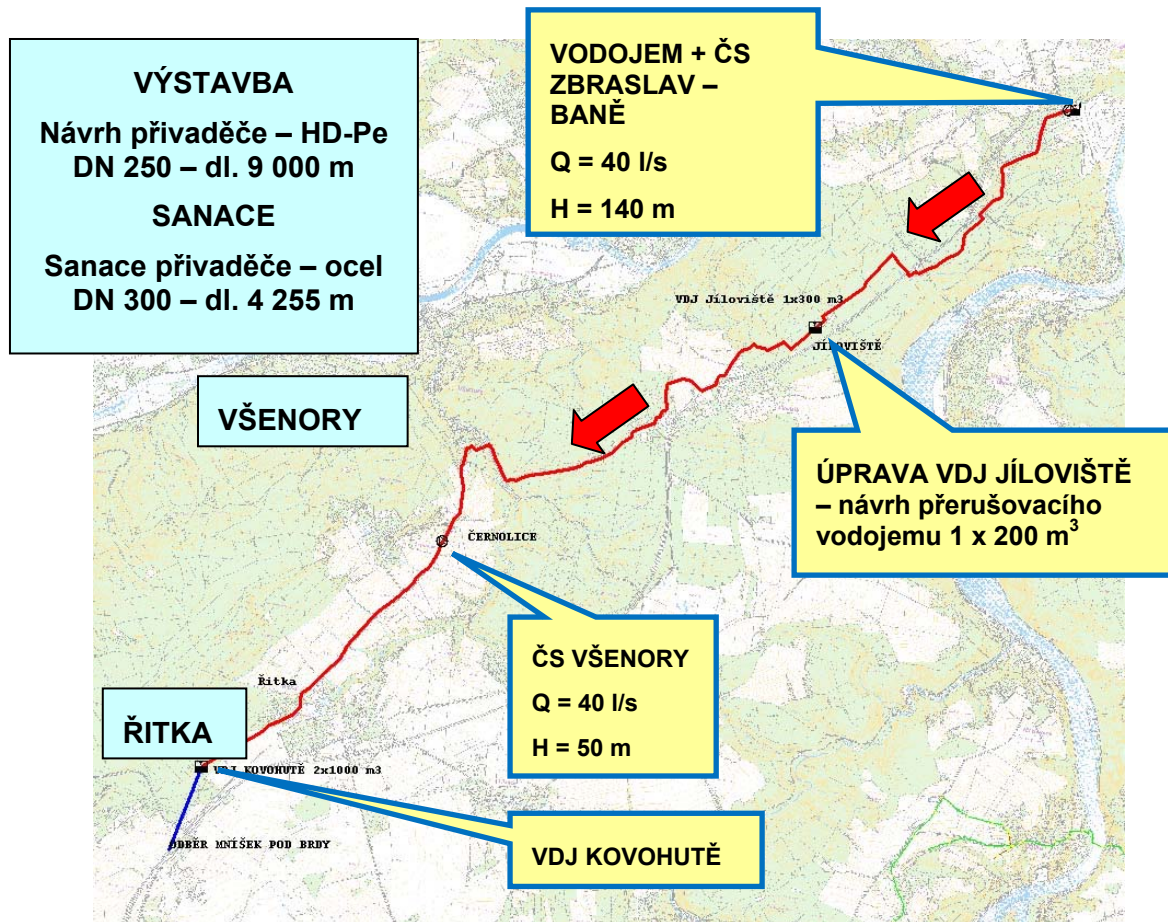 VÝSTAVBA
Návrh přivaděče – HD-Pe
DN 250 – dl. 9 000 m
SANACE
Sanace přivaděče – ocel
DN 300 – dl. 4 255 m
VODOJEM + ČS
ZBRASLAV –
BANĚ
Q = 40 l/s
H = 140 m
VDJ Jíloviště 1x300 m3
JÍLOVIŠTĚ
VŠENORY
ÚPRAVA VDJ JÍLOVIŠTĚ
– návrh přerušovacího
vodojemu 1 x 200 m³
ČERNOLICE
ČS VŠENORY
Q = 40 l/s
H = 50 m
Řitka
ŘITKA
VDJ KOVOHUTĚ 2x1000 m3
ODBĚR MNÍŠEK POD BRDY
VDJ KOVOHUTĚ